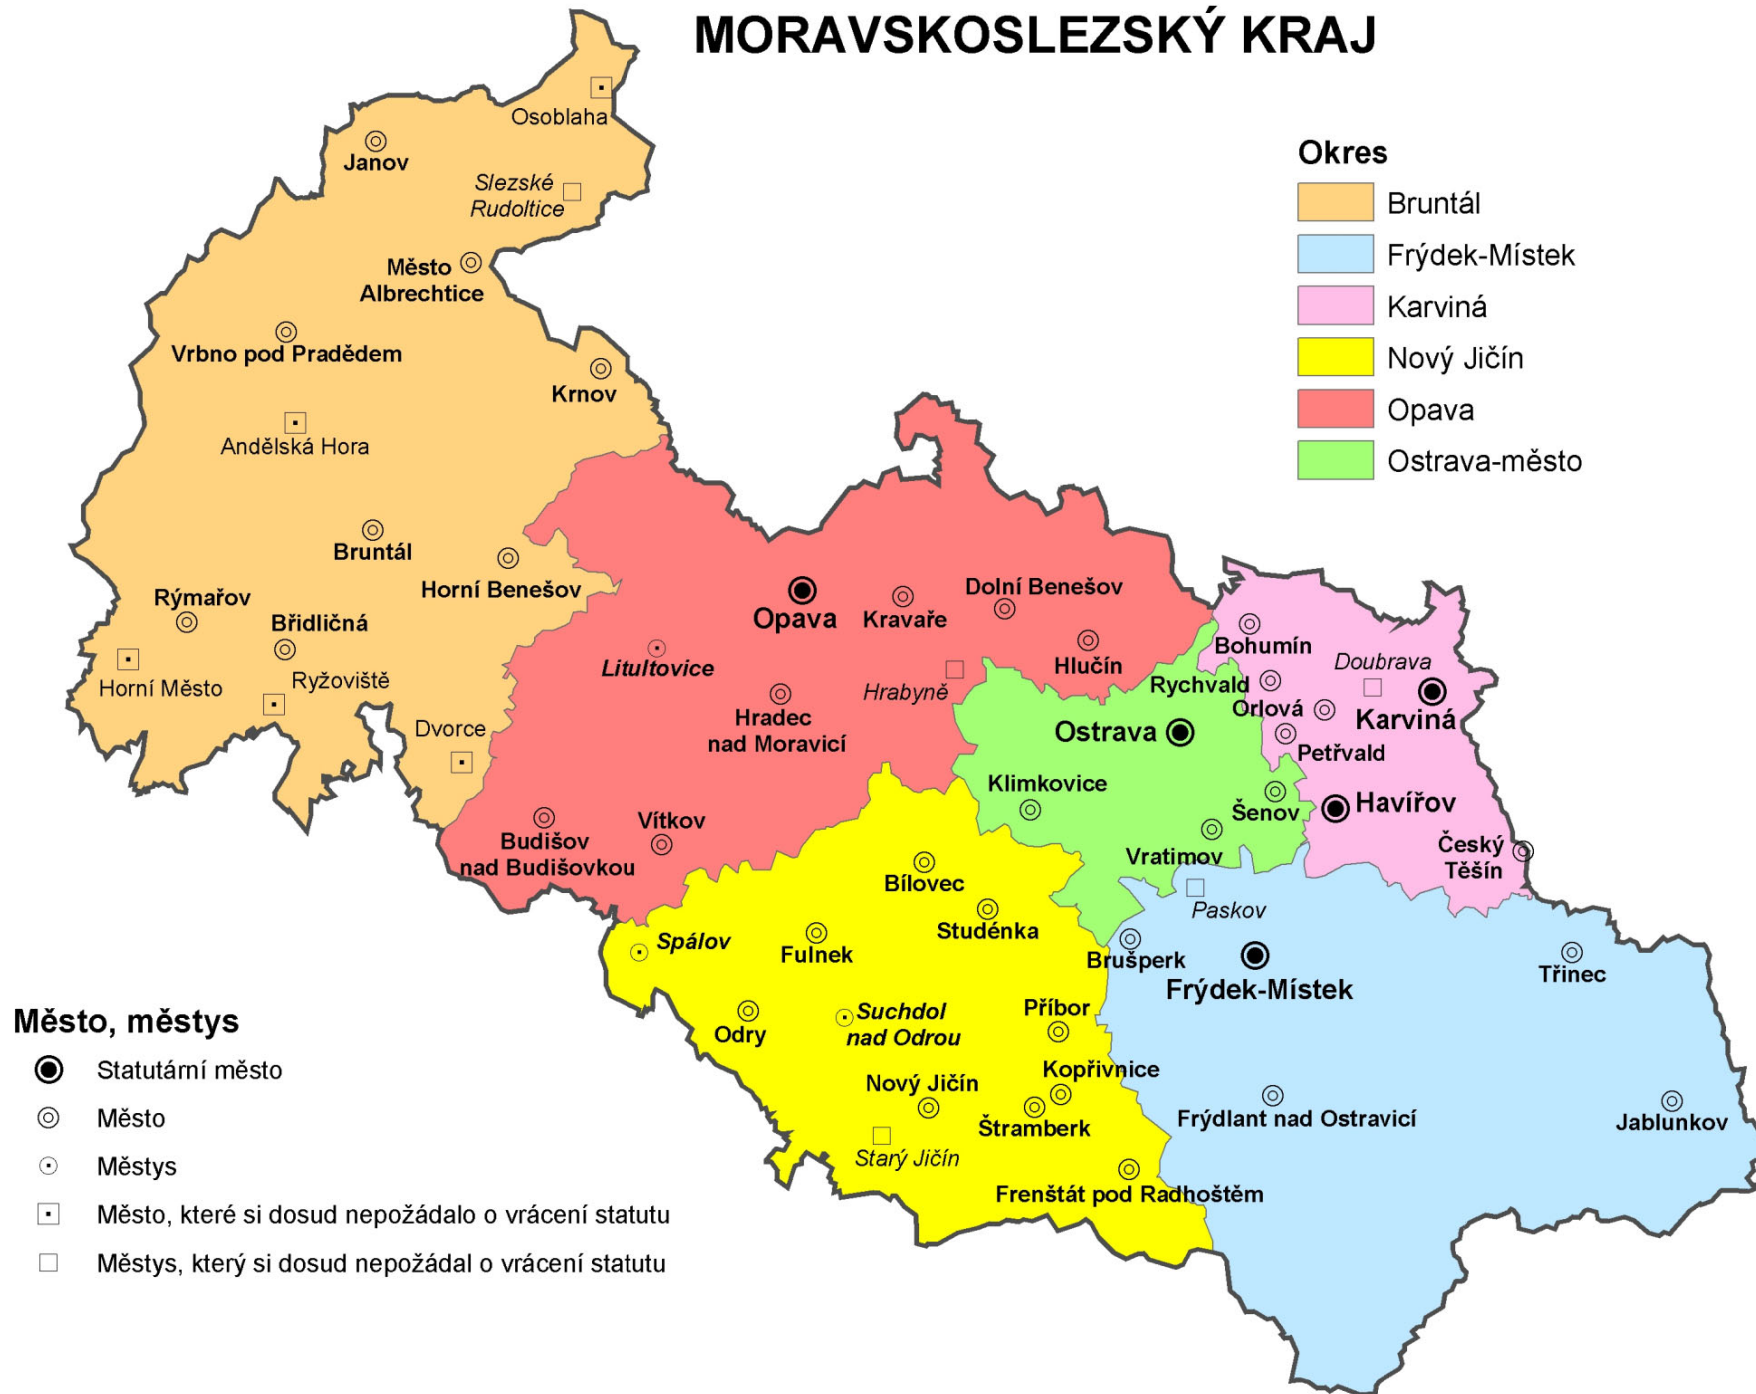 MORAVSKOSLEZSKÝ KRAJ
Osoblaha
Janov
Slezské
Rudoltice
Město
Albrechtice
Vrbno pod Pradědem
Krnov
Andělská Hora
Bruntál
Horní Benešov
Rýmařov
Břidličná
Horní Město
Ryžoviště
Dvorce
Okres
Bruntál
Frýdek-Místek
Karviná
Nový Jičín
Opava
Ostrava-město
Opava
Kravaře
Dolní Benešov
Hlučín
Litultovice
Hrabyně
Hradec
nad Moravicí
Budišov
nad Budišovkou
Vítkov
Bohumín
Doubrava
Rychvald
Orlová
Karviná
Petřvald
Havířov
Český
Těšín
Ostrava
Klimkovice
Šenov
Vratimov
Bílovec
Studénka
Spálov
Fulnek
Odry
Suchdol
nad Odrou
Příbor
Kopřivnice
Nový Jičín
Štramberk
Starý Jičín
Frenštát pod Radhoštěm
Paskov
Brušperk
Frýdek-Místek
Třinec
Frýdlant nad Ostravicí
Jablunkov
Město, městys
Statutární město
Město
Městys
Město, které si dosud nepožádalo o vrácení statutu
Městys, který si dosud nepožádal o vrácení statutu